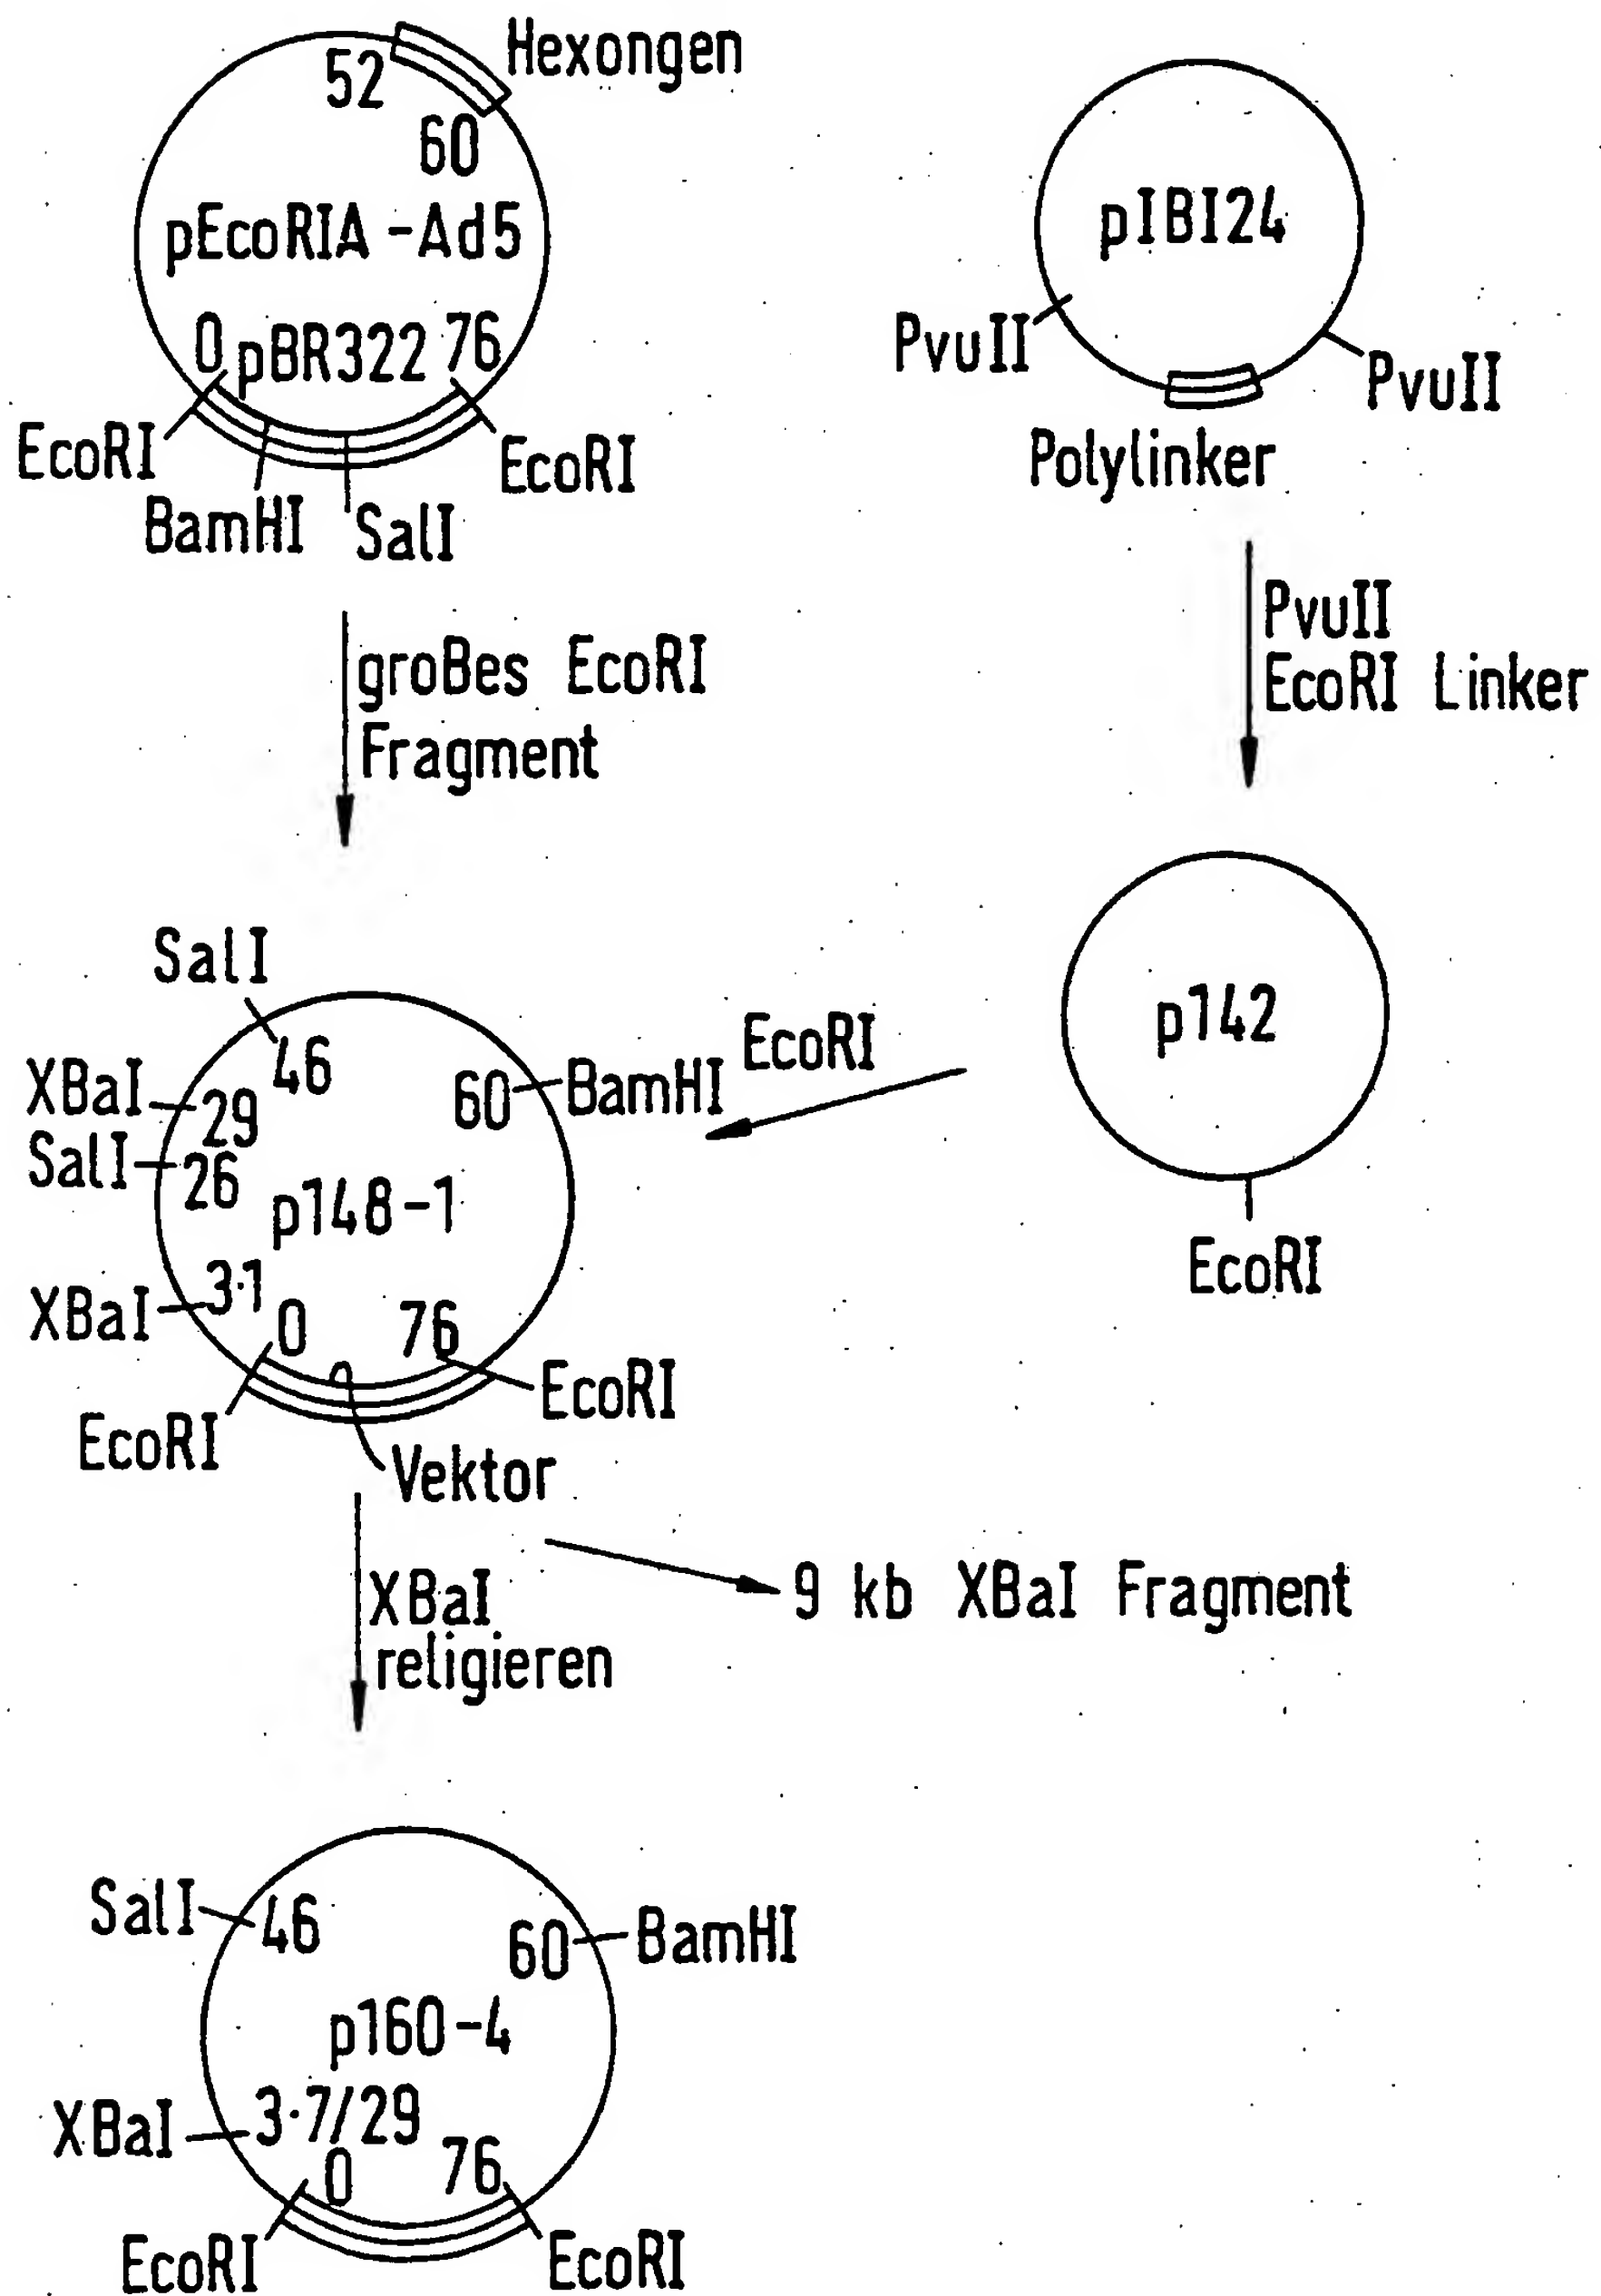 Hexongen
52
60
pEcoRIA-Ad5
0 pBR322 76
EcoRI
EcoRI
BamHI
SalI
pIBI24
PvuII
PvuII
Polylinker
groBes EcoRI
Fragment
PvuII
EcoRI Linker
SalI
46
XBaI
29
60
BamHI
SalI
26
p148-1
XBaI
3·1
0
76
EcoRI
EcoRI
Vektor
EcoRI
p142
EcoRI
XBaI
religieren
9 kb XBaI Fragment
SalI
46
60
BamHI
p160-4
XBaI
3·7/29
0
76
EcoRI
EcoRI